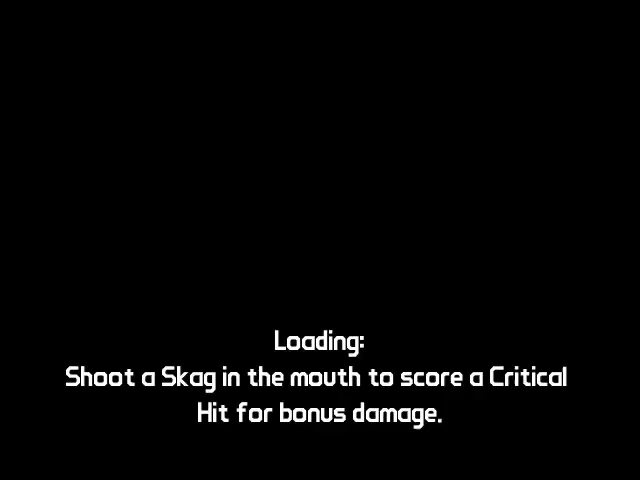 Loading:
Shoot a Skag in the mouth to score a Critical
Hit for bonus damage.